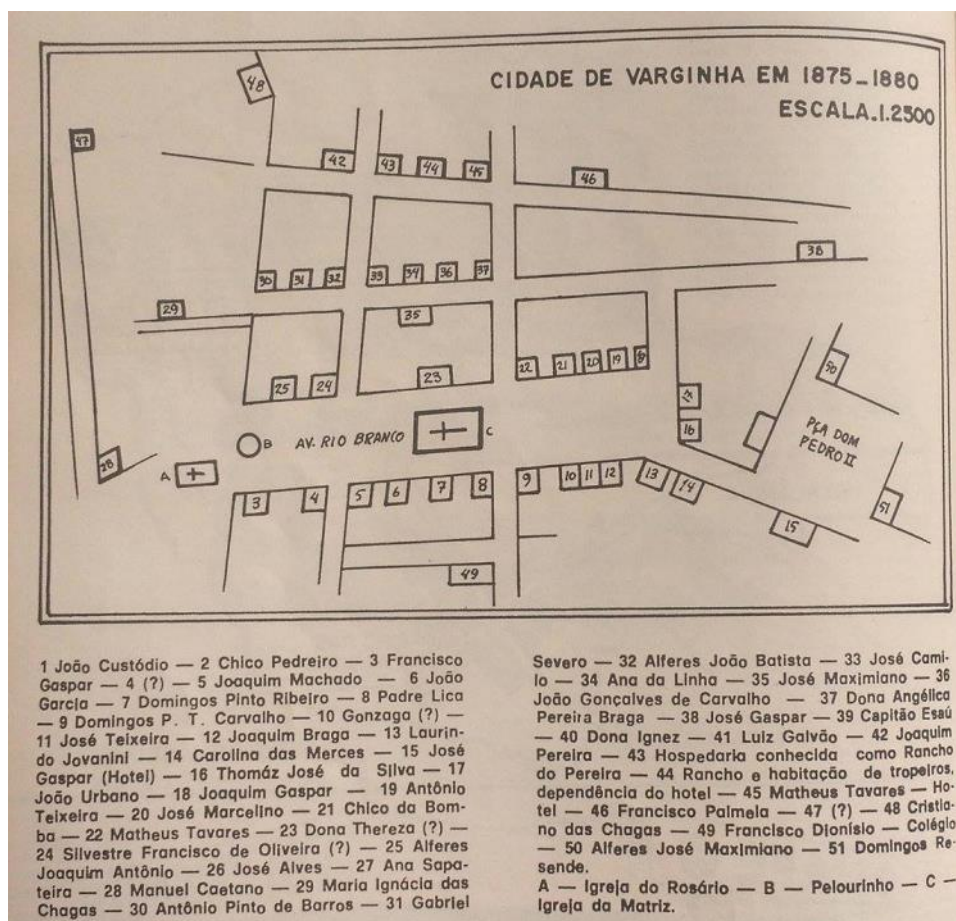 CIDADE DE VARGINHA EM 1875_1880
ESCALA.1.2500
48
47
42
43
44
45
46
38
30
31
32
33
34
36
37
29
35
25
24
23
22
21
20
19
50
16
PÇA DOM
PEDRO II
B
AV. RIO BRANCO
C
A
28
3
4
5
6
7
8
9
10
11
12
13
14
15
51
49
1 João Custódio — 2 Chico Pedreiro — 3 Francisco
Gaspar — 4 (?) — 5 Joaquim Machado — 6 João
Garcia — 7 Domingos Pinto Ribeiro — 8 Padre Lica
— 9 Domingos P. T. Carvalho — 10 Gonzaga (?) —
11 José Teixeira — 12 Joaquim Braga — 13 Laurin-
do Jovanini — 14 Carolina das Merces — 15 José
Gaspar (Hotel) — 16 Thomáz José da Silva — 17
João Urbano — 18 Joaquim Gaspar — 19 Antônio
Teixeira — 20 José Marcelino — 21 Chico da Bom-
ba — 22 Matheus Tavares — 23 Dona Thereza (?) —
24 Silvestre Francisco de Oliveira (?) — 25 Alferes
Joaquim Antônio — 26 José Alves — 27 Ana Sapa-
teira — 28 Manuel Caetano — 29 Maria Ignácia das
Chagas — 30 Antônio Pinto de Barros — 31 Gabriel
Severo — 32 Alferes João Batista — 33 José Cami-
lo — 34 Ana da Linha — 35 José Maximiano — 36
João Gonçalves de Carvalho — 37 Dona Angélica
Pereira Braga — 38 José Gaspar — 39 Capitão Esaú
— 40 Dona Ignez — 41 Luiz Galvão — 42 Joaquim
Pereira — 43 Hospedaria conhecida como Rancho
do Pereira — 44 Rancho e habitação de tropeiros,
dependência do hotel — 45 Matheus Tavares — Ho-
tel — 46 Francisco Palmela — 47 (?) — 48 Cristia-
no das Chagas — 49 Francisco Dionísio — Colégio
— 50 Alferes José Maximiano — 51 Domingos Re-
sende.
A — Igreja do Rosário — B — Pelourinho — C —
Igreja da Matriz.